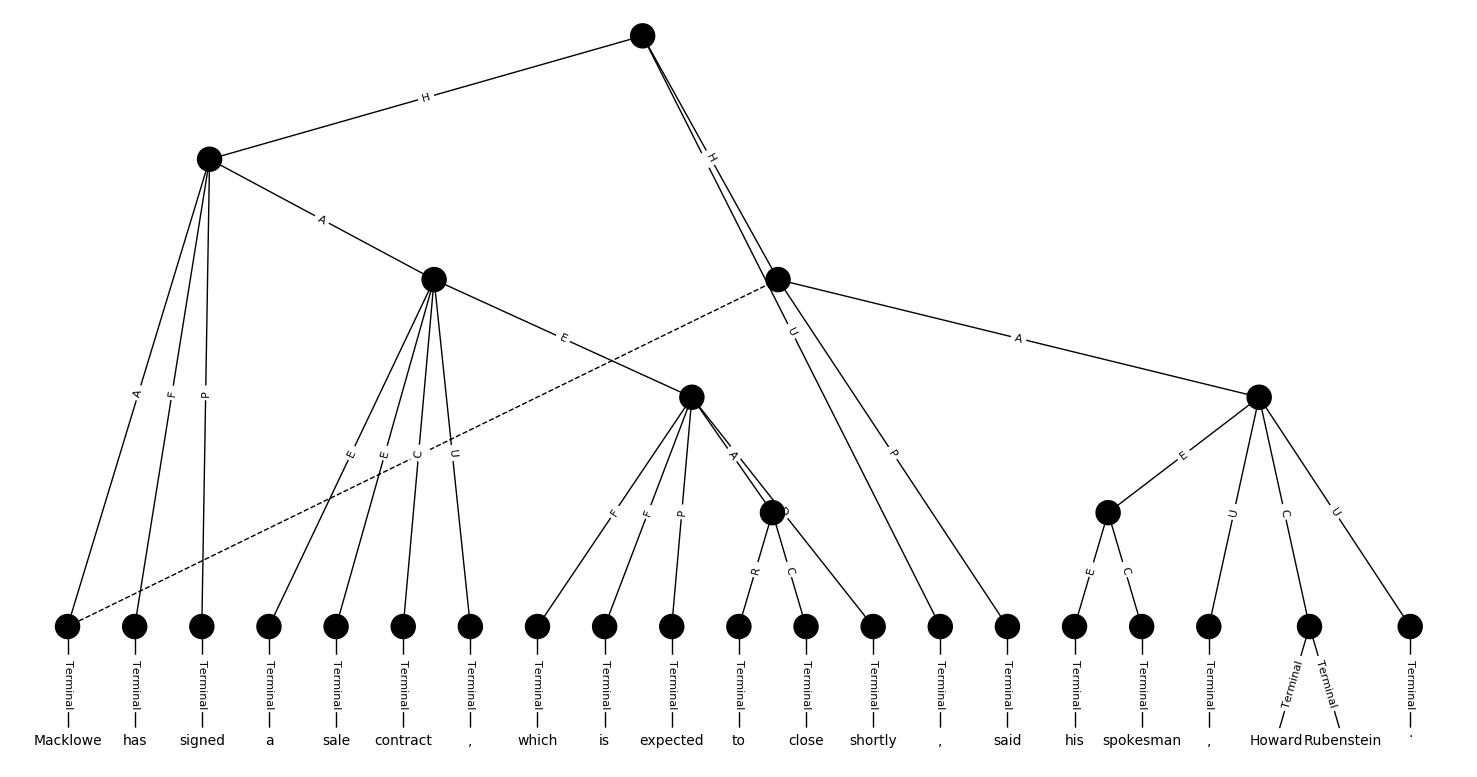 H
H
A
A
F
P
E
U
A
E
E
C
U
P
A
E
F
F
P
D
E
U
C
U
R
C
E
C
Terminal Terminal Terminal Terminal Terminal Terminal Terminal Terminal Terminal Terminal Terminal Terminal Terminal Terminal Terminal Terminal Terminal Terminal Terminal Terminal Terminal
Macklowe has signed a sale contract , which is expected to close shortly , said his spokesman , Howard Rubenstein .